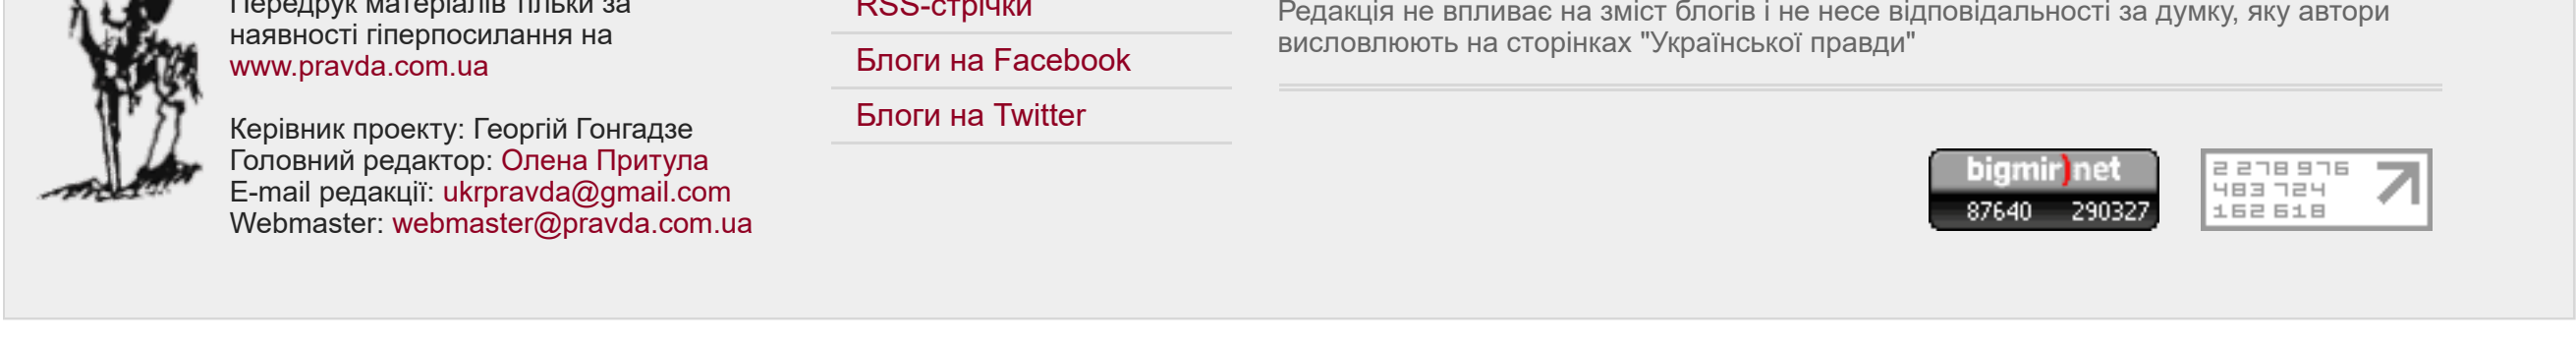 Передрук матеріалів тільки за
наявності гіперпосилання на
www.pravda.com.ua
Керівник проекту: Георгій Гонгадзе
Головний редактор: Олена Притула
E-mail редакції: ukrpravda@gmail.com
Webmaster: webmaster@pravda.com.ua
RSS-стрічки
Блоги на Facebook
Блоги на Twitter
Редакція не впливає на зміст блогів і не несе відповідальності за думку, яку автори
висловлюють на сторінках "Української правди"
bigmir)net
87640 290327
2 278 976
483 724
162 618